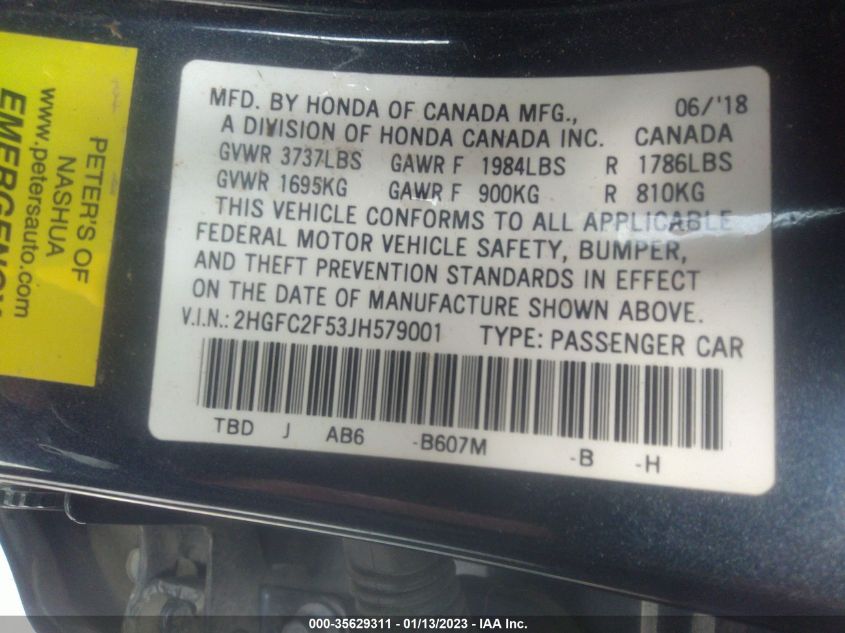 MFD. BY HONDA OF CANADA MFG., 06/'18
A DIVISION OF HONDA CANADA INC. CANADA
GVWR 3737LBS GAWR F 1984LBS R 1786LBS
GVWR 1695KG GAWR F 900KG R 810KG
THIS VEHICLE CONFORMS TO ALL APPLICABLE
FEDERAL MOTOR VEHICLE SAFETY, BUMPER,
AND THEFT PREVENTION STANDARDS IN EFFECT
ON THE DATE OF MANUFACTURE SHOWN ABOVE.
V.I.N.: 2HGFC2F53JH579001 TYPE: PASSENGER CAR
TBD J AB6 -B607M -B -H
PETER'S OF
NASHUA
www.petersauto.com
EMERGENCY
000-35629311 - 01/13/2023 - © IAA Inc.